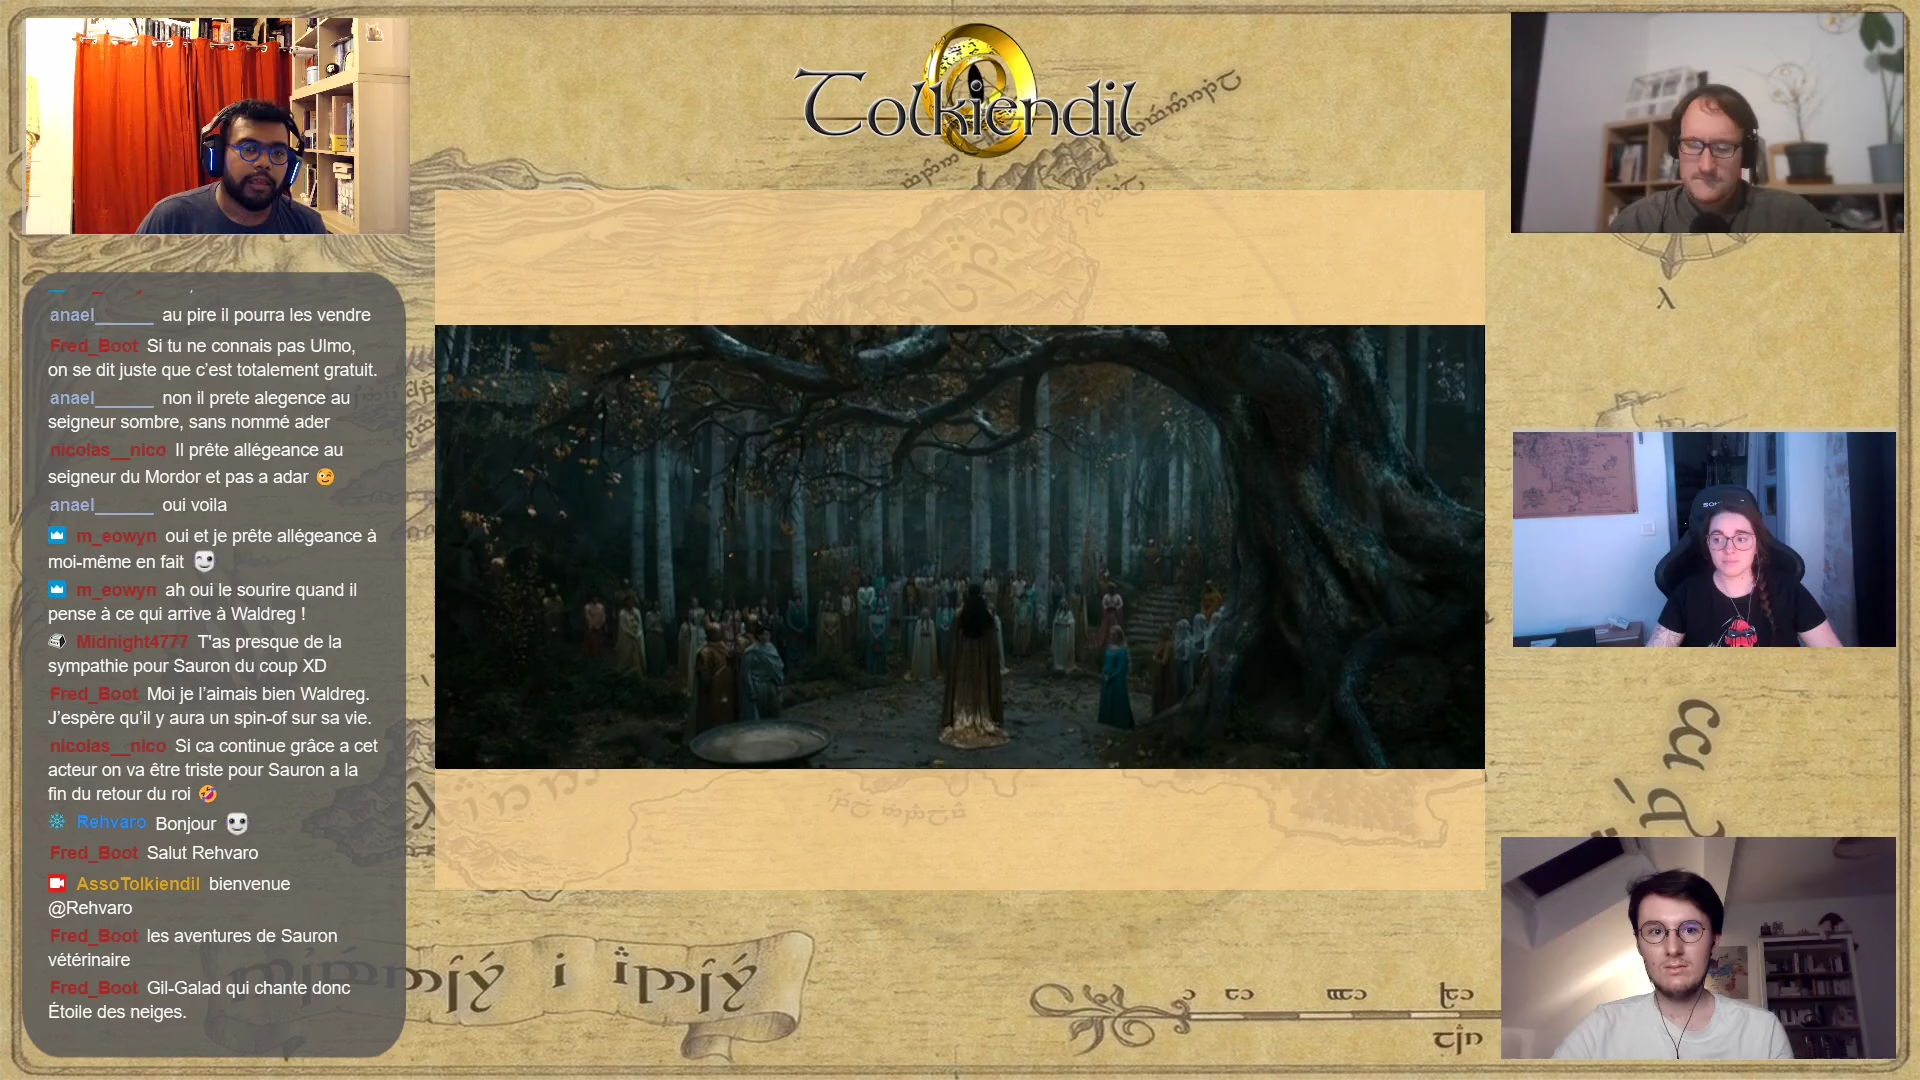 Tolkiendil
anael______ au pire il pourra les vendre
Fred_Boot Si tu ne connais pas Ulmo,
on se dit juste que c’est totalement gratuit.
anael______ non il prete alegence au
seigneur sombre, sans nommé ader
nicolas__nico Il prête allégeance au
seigneur du Mordor et pas a adar 😉
anael______ oui voila
m_eowyn oui et je prête allégeance à
moi-même en fait
m_eowyn ah oui le sourire quand il
pense à ce qui arrive à Waldreg !
Midnight4777 T'as presque de la
sympathie pour Sauron du coup XD
Fred_Boot Moi je l’aimais bien Waldreg.
J’espère qu’il y aura un spin-of sur sa vie.
nicolas__nico Si ca continue grâce a cet
acteur on va être triste pour Sauron a la
fin du retour du roi 🤣
Rehvaro Bonjour
Fred_Boot Salut Rehvaro
AssoTolkiendil bienvenue
@Rehvaro
Fred_Boot les aventures de Sauron
vétérinaire
Fred_Boot Gil-Galad qui chante donc
Étoile des neiges.